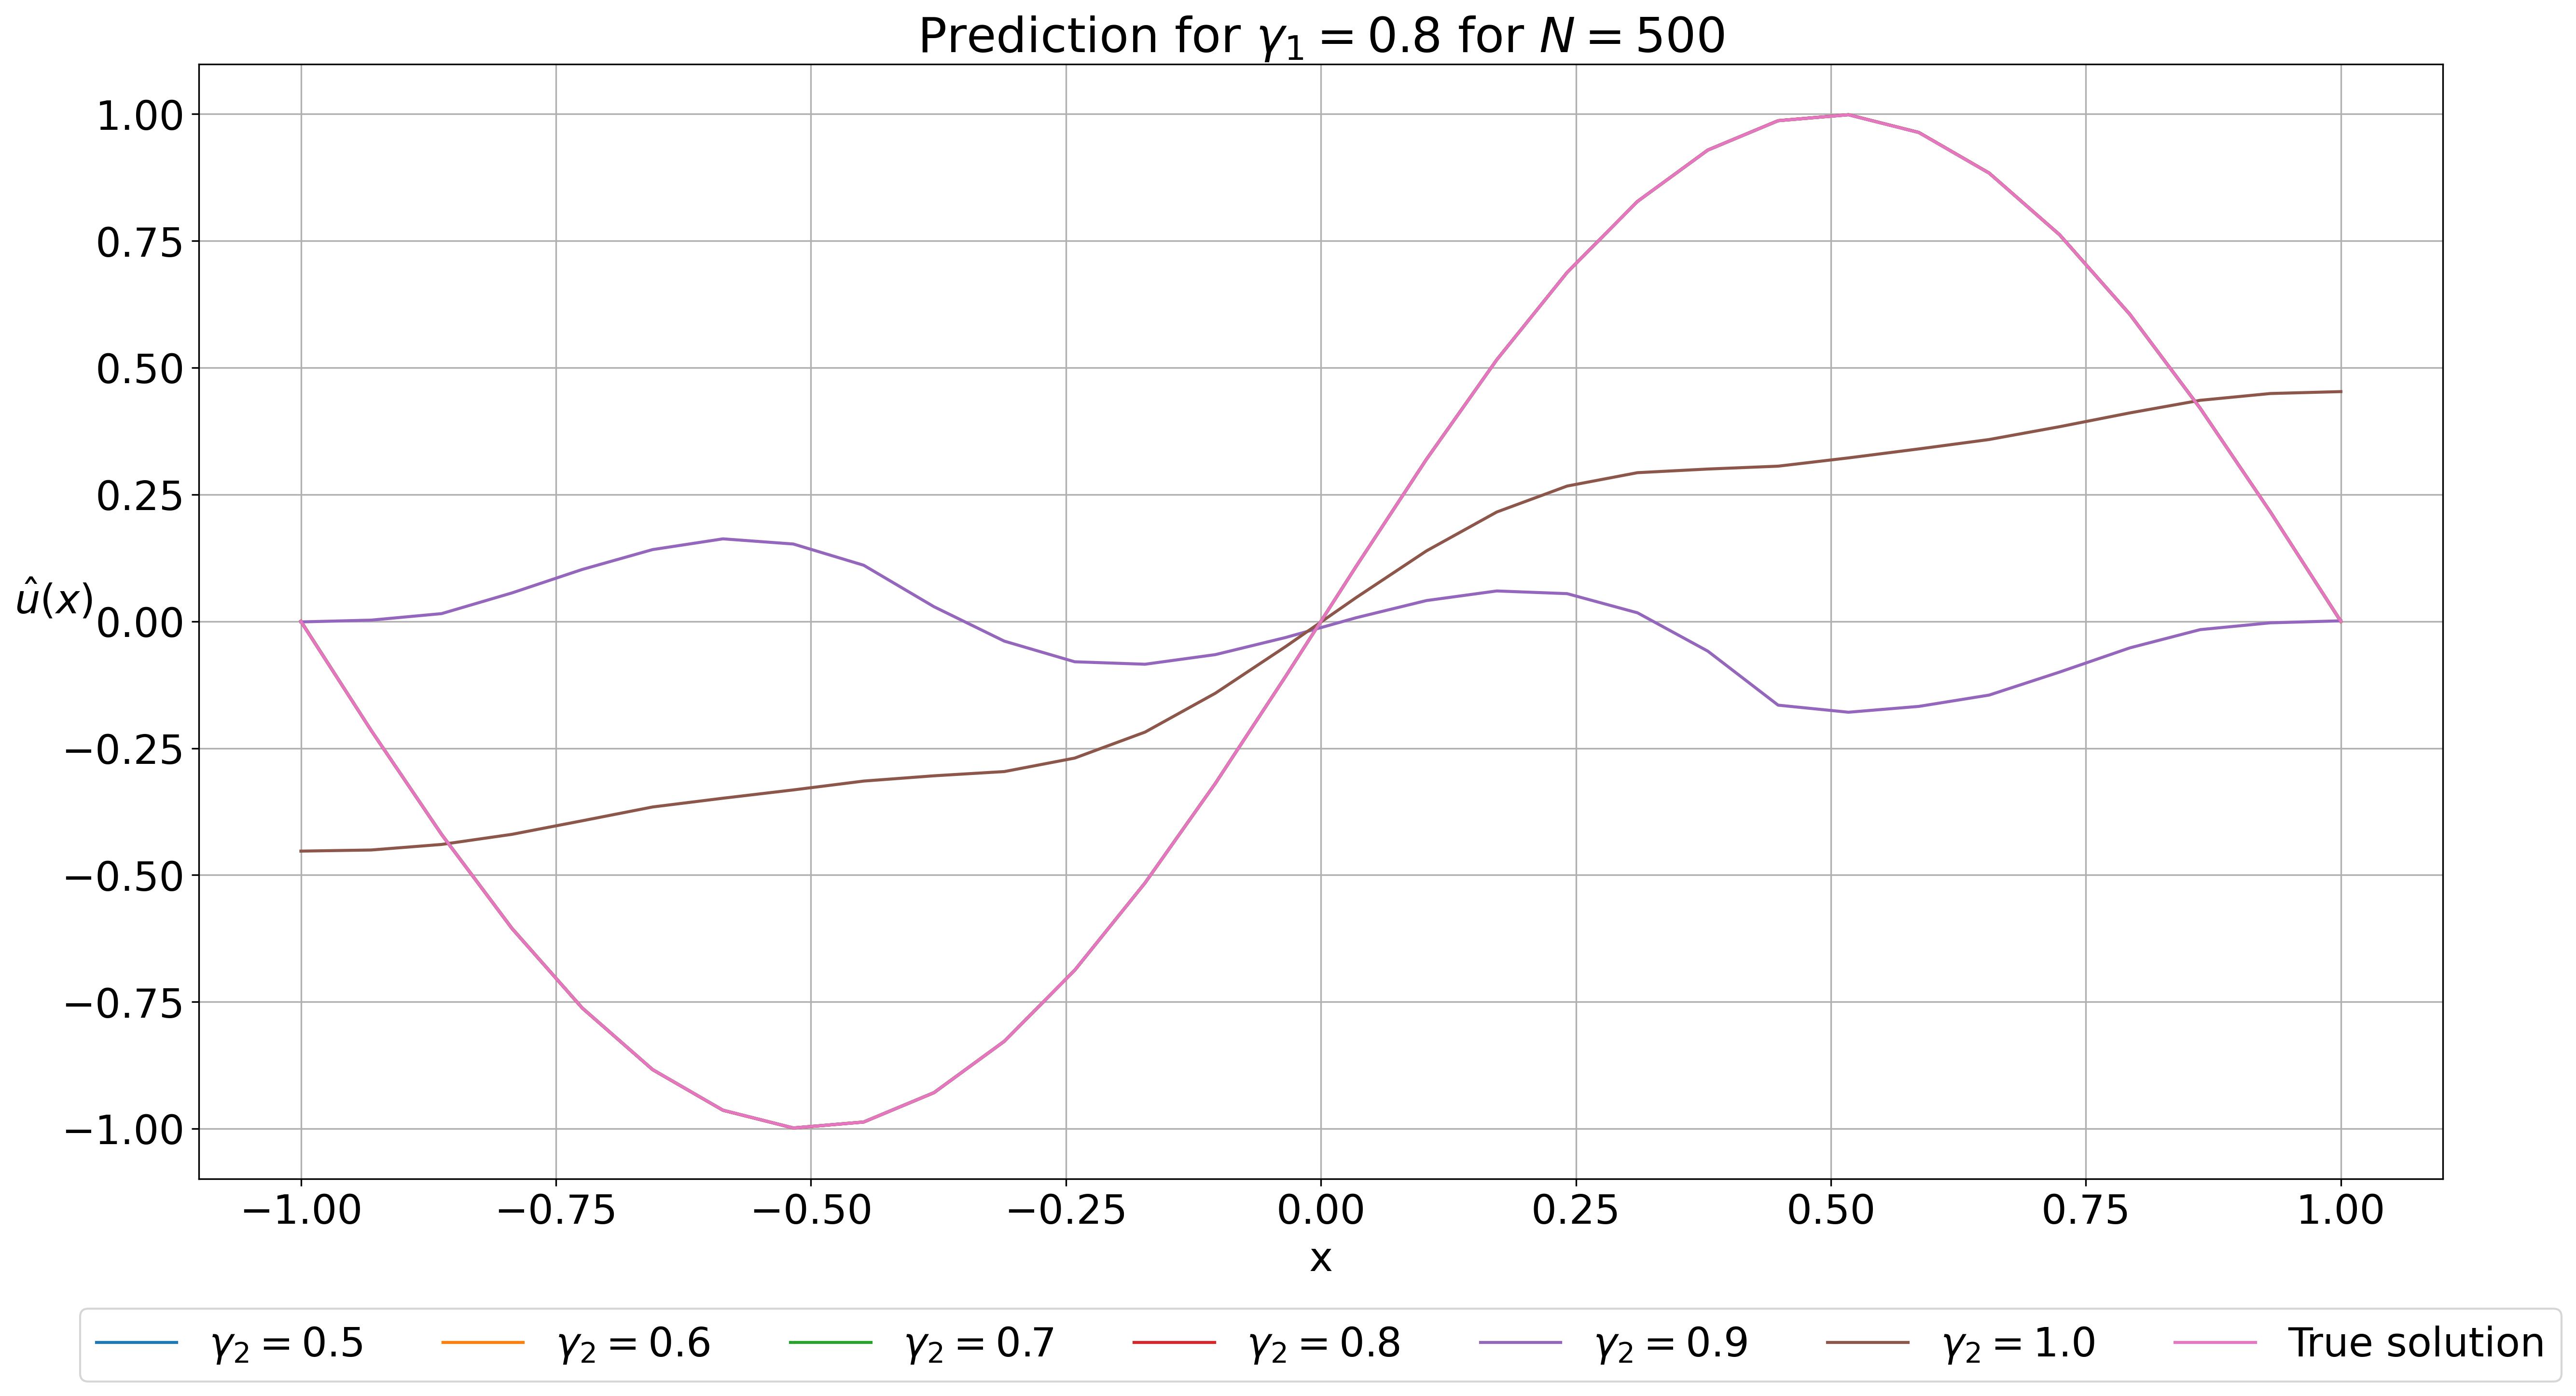 Prediction for γ₁ = 0.8 for N = 500
1.00
0.75
0.50
0.25
û(x)
0.00
−0.25
−0.50
−0.75
−1.00
−1.00 −0.75 −0.50 −0.25 0.00 0.25 0.50 0.75 1.00
x
γ₂ = 0.5 γ₂ = 0.6 γ₂ = 0.7 γ₂ = 0.8 γ₂ = 0.9 γ₂ = 1.0 True solution